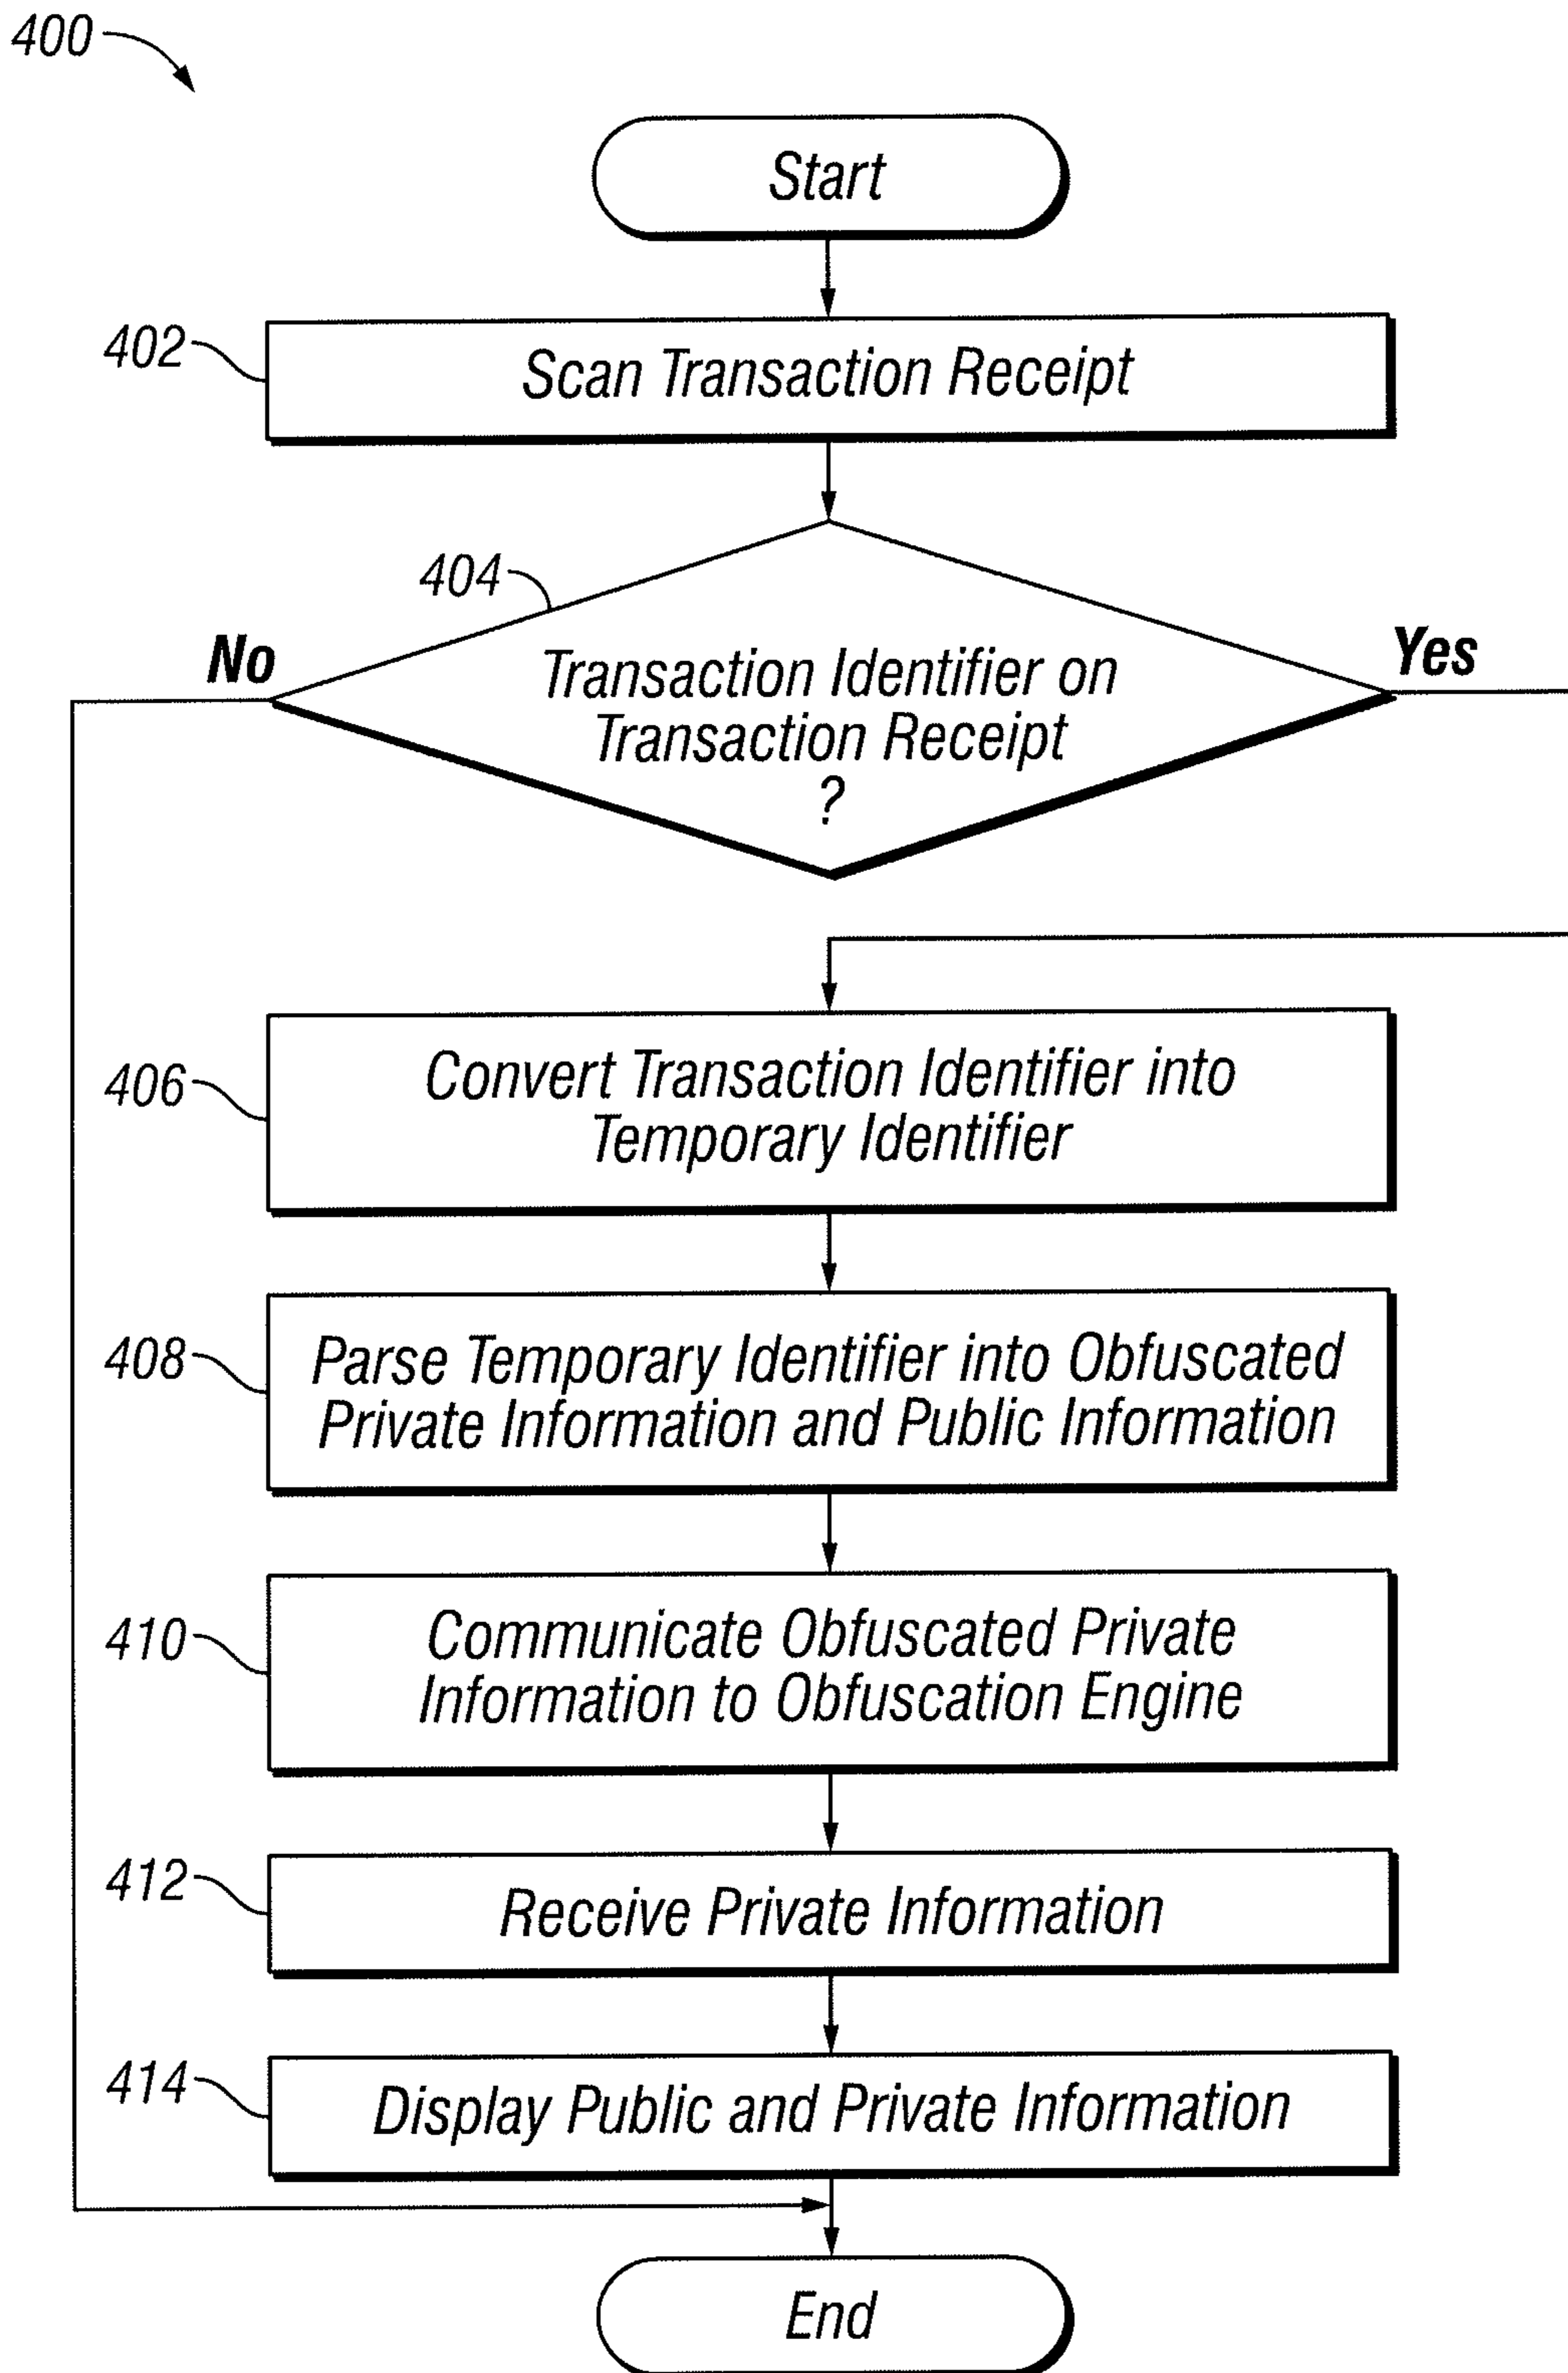 400
Start
402
Scan Transaction Receipt
404
No
Yes
Transaction Identifier on
Transaction Receipt
?
406
Convert Transaction Identifier into
Temporary Identifier
408
Parse Temporary Identifier into Obfuscated
Private Information and Public Information
410
Communicate Obfuscated Private
Information to Obfuscation Engine
412
Receive Private Information
414
Display Public and Private Information
End